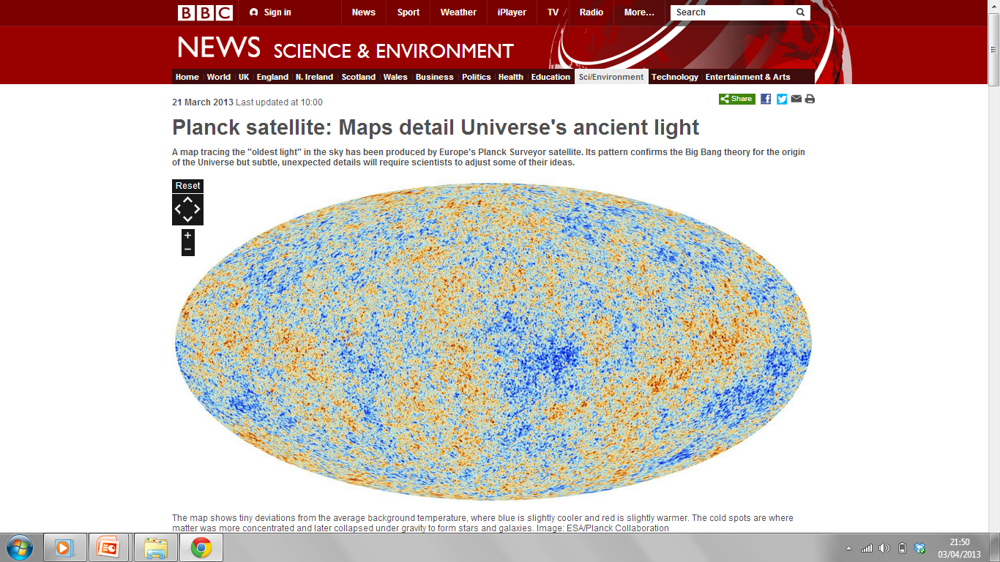 BBC Sign in News Sport Weather iPlayer TV Radio More... Search
NEWS SCIENCE & ENVIRONMENT
Home World UK England N. Ireland Scotland Wales Business Politics Health Education Sci/Environment Technology Entertainment & Arts
21 March 2013 Last updated at 10:00
Share
Planck satellite: Maps detail Universe's ancient light
A map tracing the "oldest light" in the sky has been produced by Europe's Planck Surveyor satellite. Its pattern confirms the Big Bang theory for the origin
of the Universe but subtle, unexpected details will require scientists to adjust some of their ideas.
Reset
+
−
The map shows tiny deviations from the average background temperature, where blue is slightly cooler and red is slightly warmer. The cold spots are where
matter was more concentrated and later collapsed under gravity to form stars and galaxies. Image: ESA/Planck Collaboration
21:50
03/04/2013